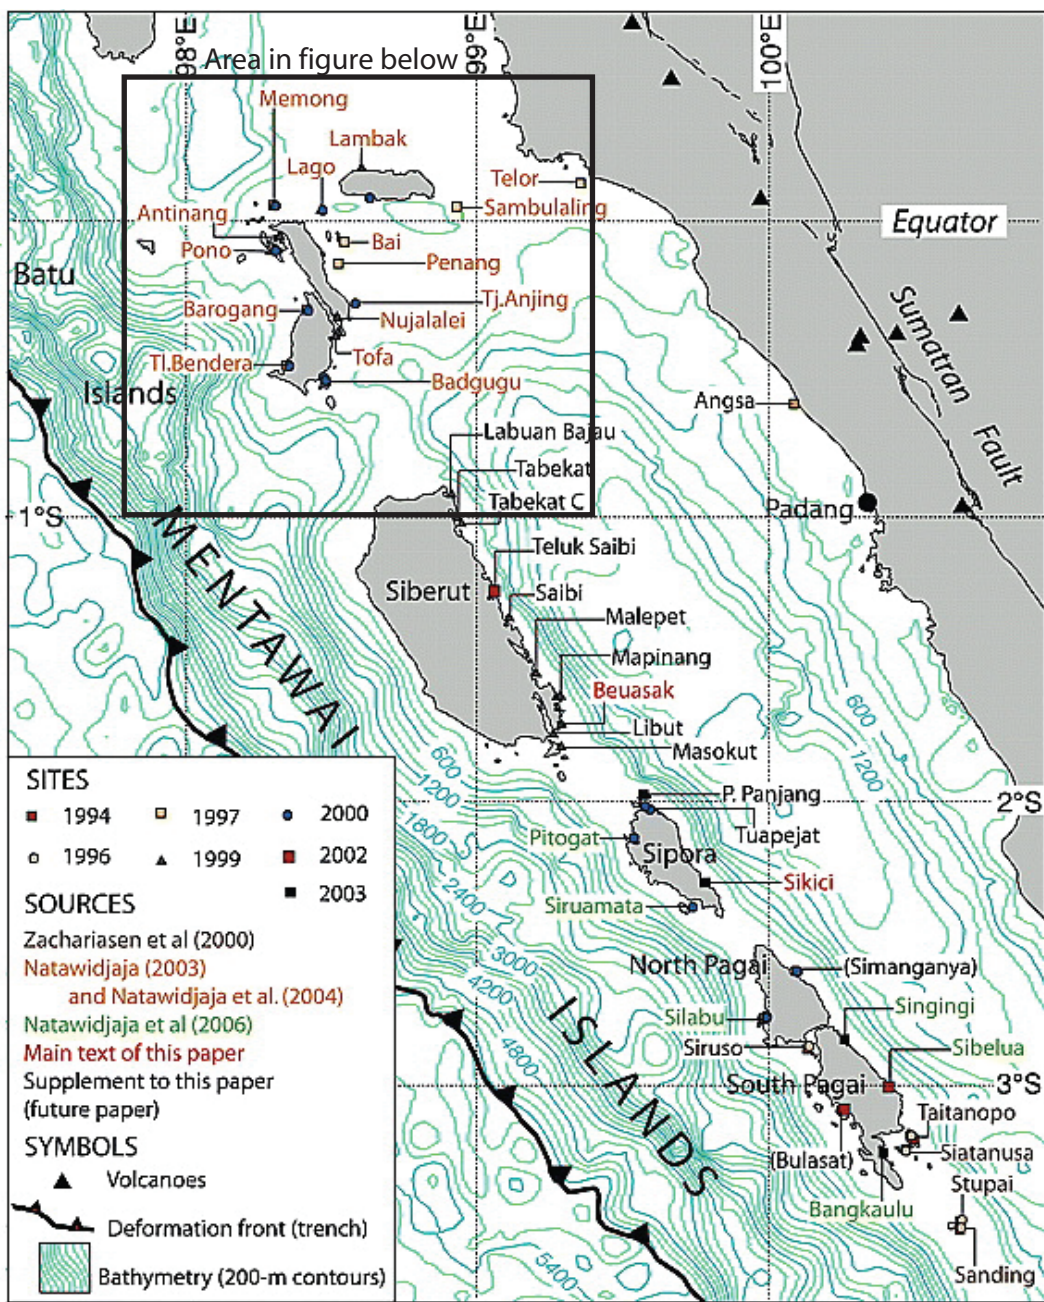 98°E
99°E
100°E
Area in figure below
Memong
Lambak
Lago
Telor
Sambulaling
Antinang
Equator
Pono
Bai
Batu
Penang
Barogang
Tj.Anjing
Nujalalei
Sumatran
Tl.Bendera
Tofa
Islands
Badgugu
Angsa
Fault
Labuan Bajau
Tabekat
Tabekat C
Padang
1°S
MENTAWAI
Teluk Saibi
Siberut
Saibi
Malepet
Mapinang
Beuasak
Libut
Masokut
600
1200
600
1200
1800
2400
3000
4200
4800
5400
P. Panjang
2°S
Tuapejat
Pitogat
Sipora
Sikici
Siruamata
North Pagai
(Simanganya)
Singingi
Silabu
Siruso
Sibelua
ISLANDS
South Pagai
3°S
Taitanopo
(Bulasat)
Siatanusa
Stupai
Bangkaulu
Sanding
SITES
1994
1997
2000
1996
1999
2002
2003
SOURCES
Zachariasen et al (2000)
Natawidjaja (2003)
and Natawidjaja et al. (2004)
Natawidjaja et al (2006)
Main text of this paper
Supplement to this paper
(future paper)
SYMBOLS
Volcanoes
Deformation front (trench)
Bathymetry (200-m contours)